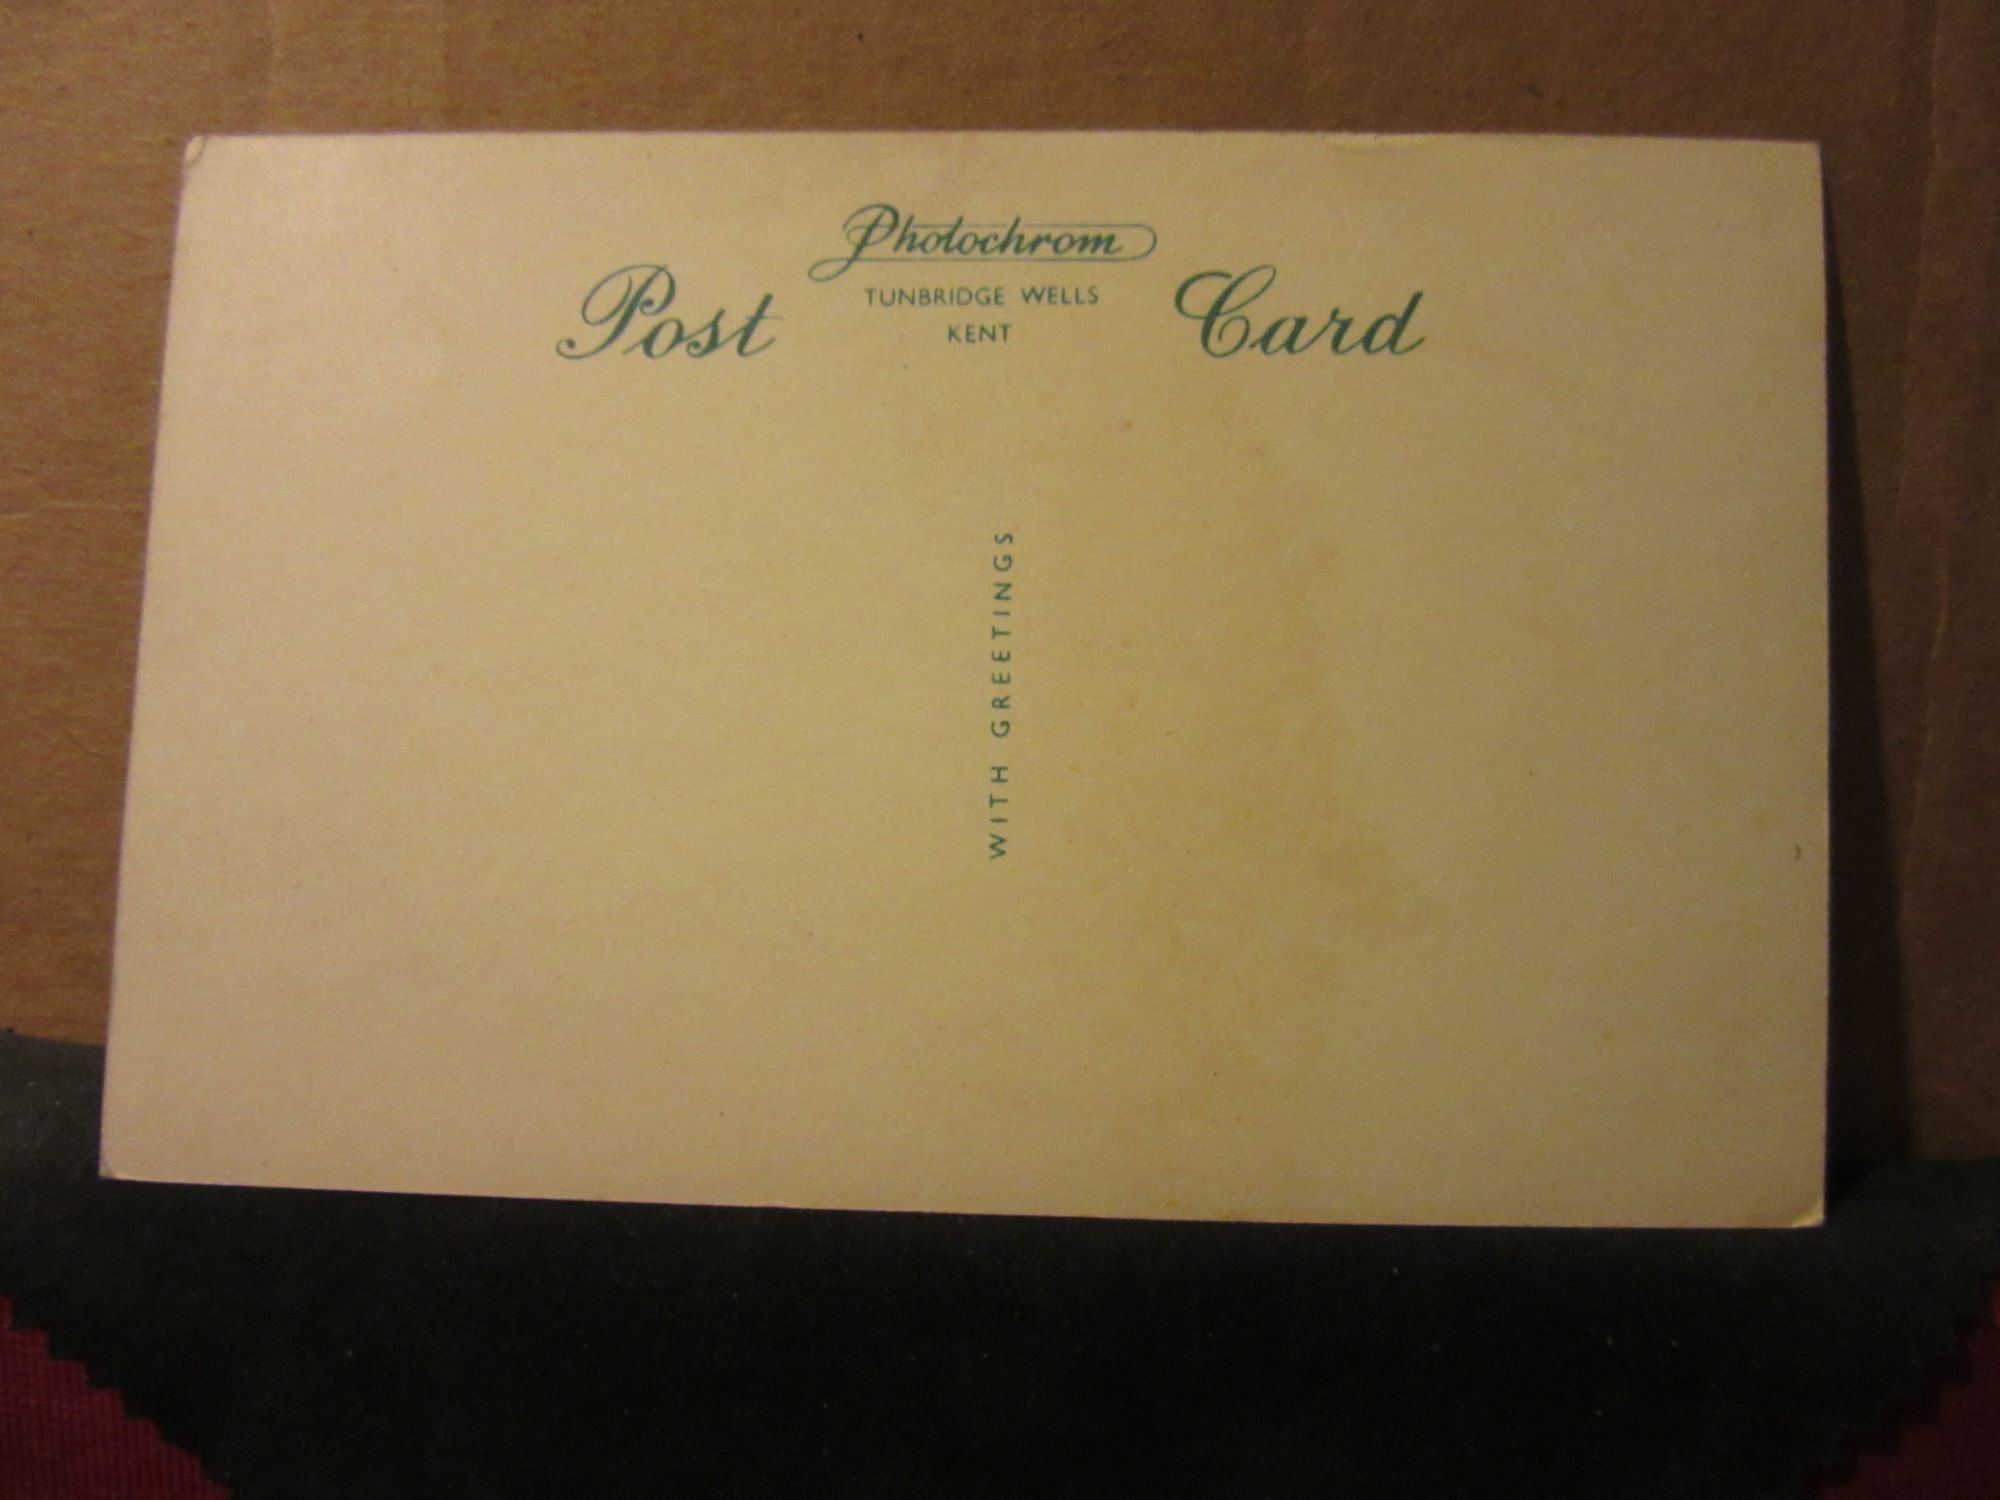 Photochrom
TUNBRIDGE WELLS
KENT
Post Card
WITH GREETINGS